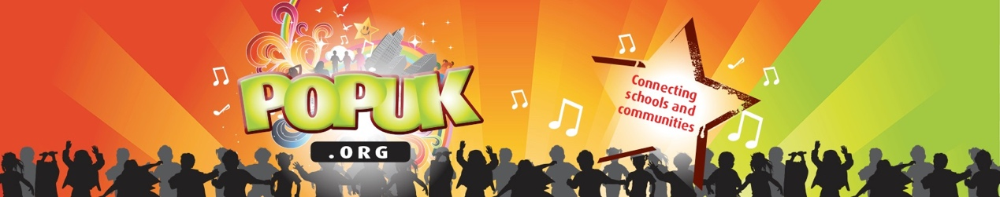 POPUK
.ORG
Connecting
schools and
communities